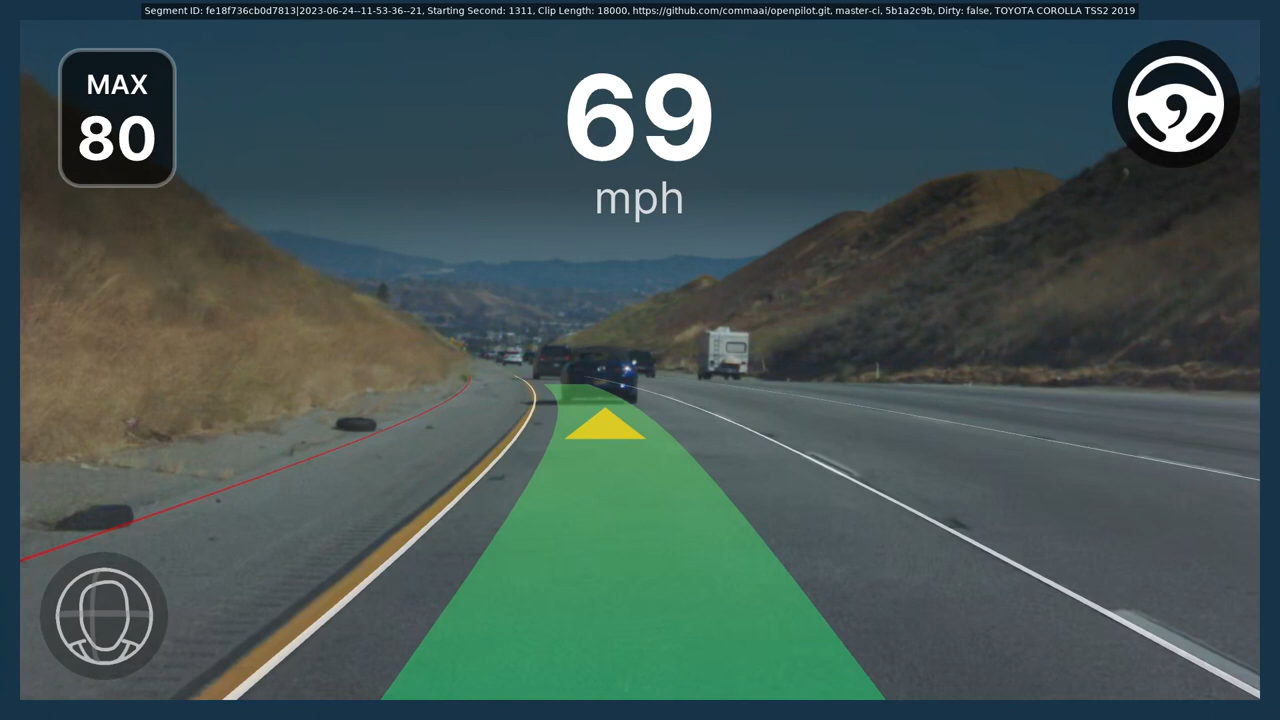 Segment ID: fe18f736cb0d7813|2023-06-24--11-53-36--21, Starting Second: 1311, Clip Length: 18000, https://github.com/commaai/openpilot.git, master-ci, 5b1a2c9b, Dirty: false, TOYOTA COROLLA TSS2 2019
MAX
80
69
mph